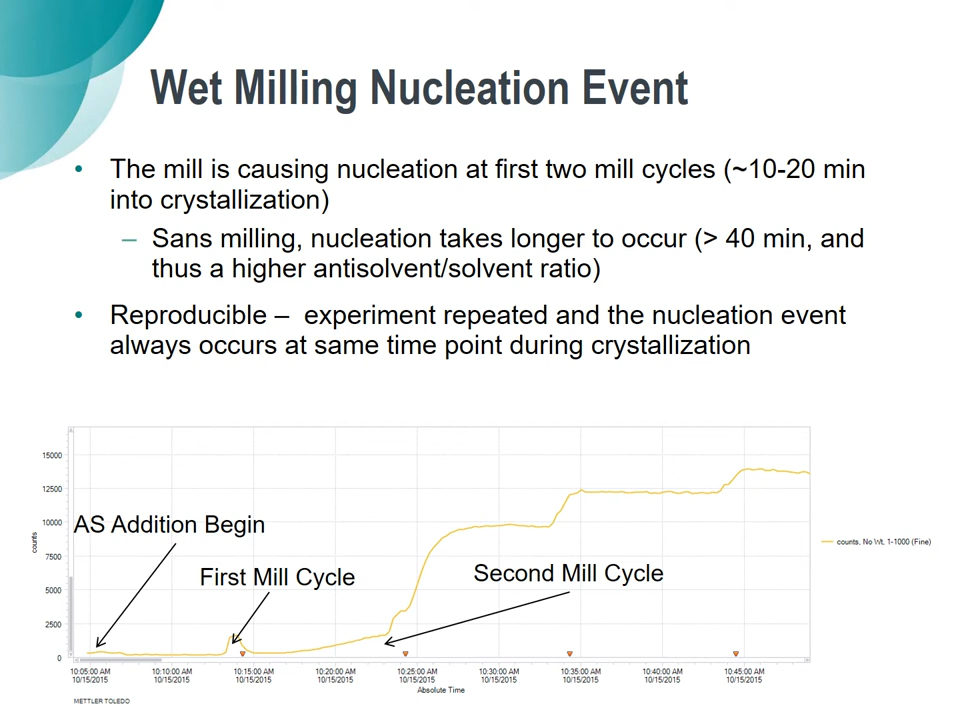 Wet Milling Nucleation Event
• The mill is causing nucleation at first two mill cycles (~10-20 min
into crystallization)
– Sans milling, nucleation takes longer to occur (> 40 min, and
thus a higher antisolvent/solvent ratio)
• Reproducible – experiment repeated and the nucleation event
always occurs at same time point during crystallization
15000
12500
10000
7500
5000
2500
0
counts
AS Addition Begin
First Mill Cycle
Second Mill Cycle
counts, No Wt, 1-1000 (Fine)
10:05:00 AM 10:10:00 AM 10:15:00 AM 10:20:00 AM 10:25:00 AM 10:30:00 AM 10:35:00 AM 10:40:00 AM 10:45:00 AM
10/15/2015 10/15/2015 10/15/2015 10/15/2015 10/15/2015 10/15/2015 10/15/2015 10/15/2015 10/15/2015
Absolute Time
METTLER TOLEDO